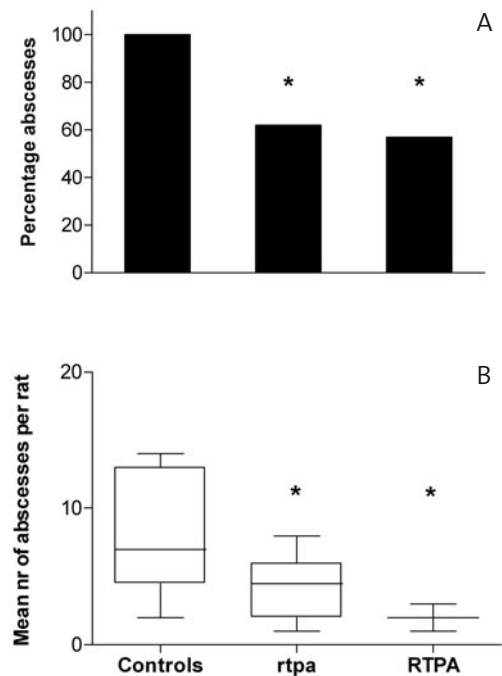 A
Percentage abscesses
100
80
60
40
20
0
*
*
B
Mean nr of abscesses per rat
20
10
0
*
*
Controls rtpa RTPA